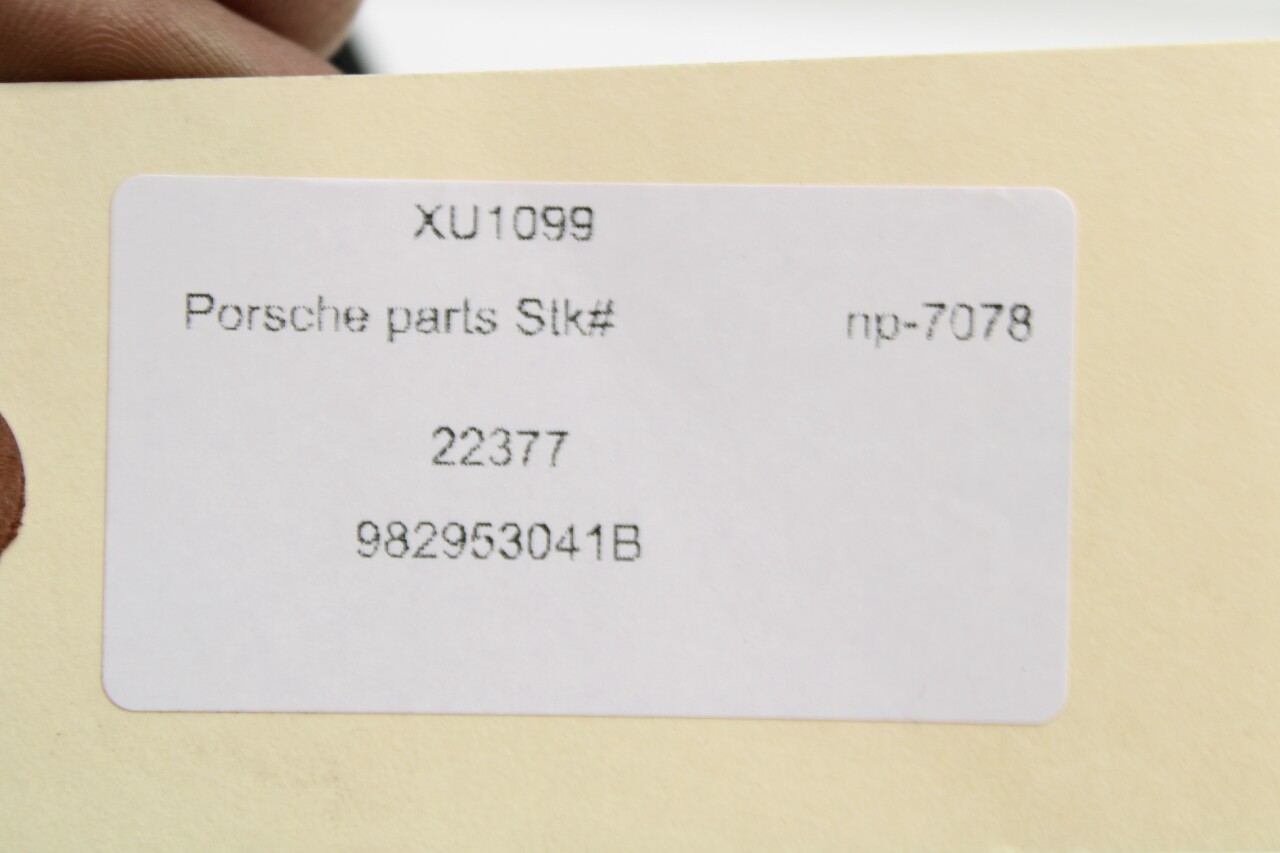 XU1099
Porsche parts Stk# np-7078
22377
982953041B